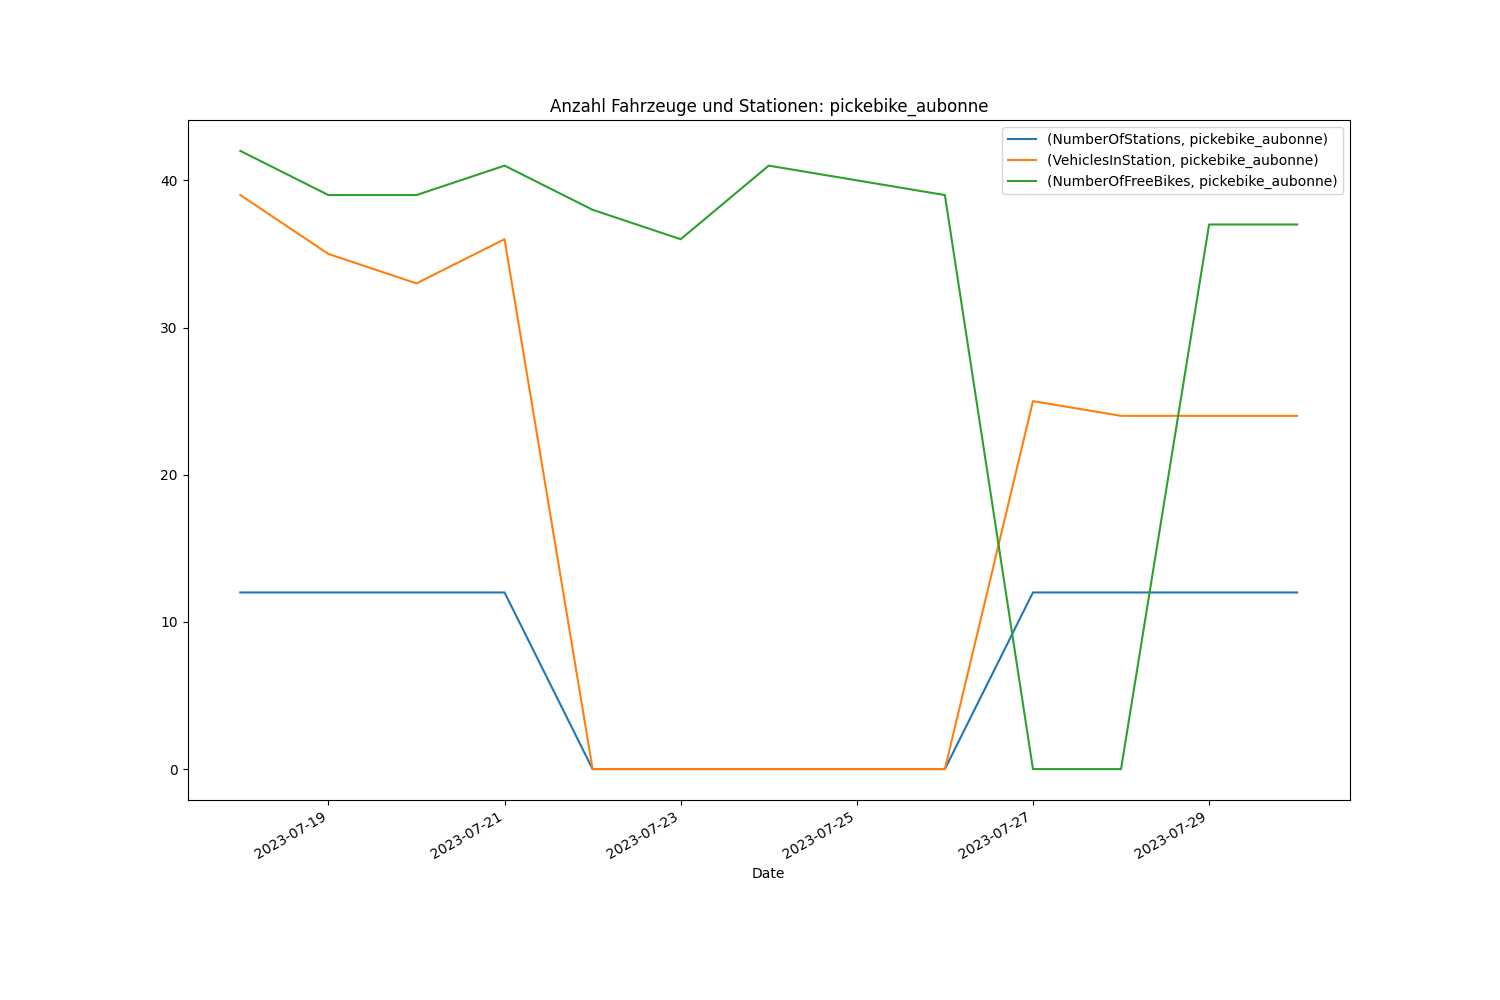 Anzahl Fahrzeuge und Stationen: pickebike_aubonne
(NumberOfStations, pickebike_aubonne)
(VehiclesInStation, pickebike_aubonne)
(NumberOfFreeBikes, pickebike_aubonne)
40
30
20
10
0
2023-07-19
2023-07-21
2023-07-23
2023-07-25
2023-07-27
2023-07-29
Date